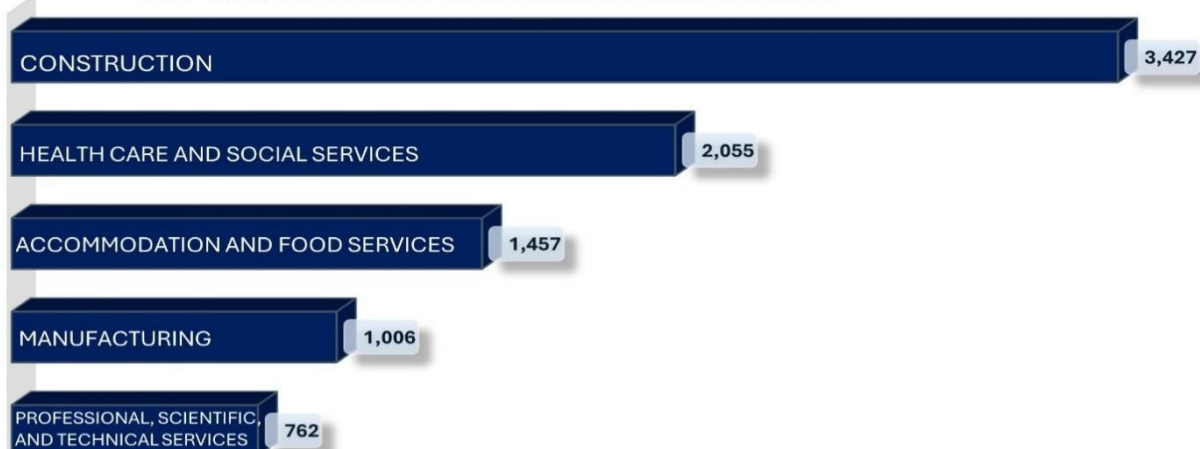 CONSTRUCTION
3,427
HEALTH CARE AND SOCIAL SERVICES
2,055
ACCOMMODATION AND FOOD SERVICES
1,457
MANUFACTURING
1,006
PROFESSIONAL, SCIENTIFIC,
AND TECHNICAL SERVICES
762